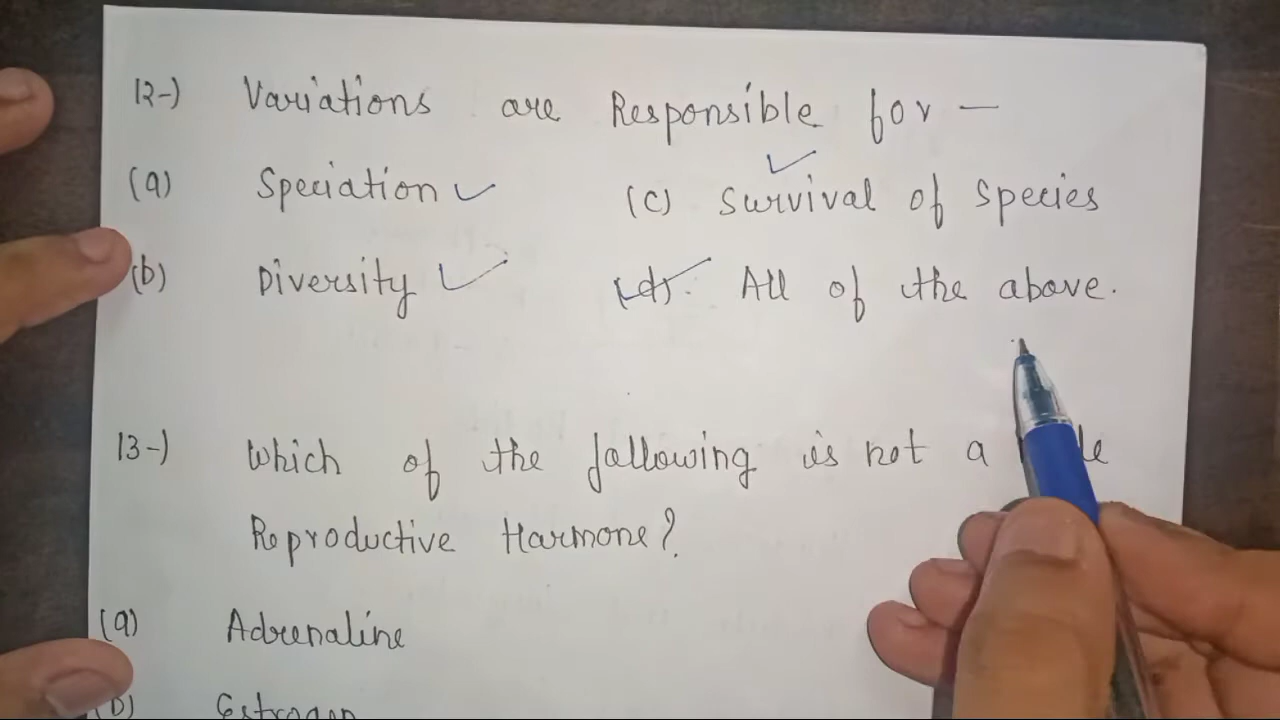 12-) Variations are Responsible for —
(a) Speciation (c) Survival of Species
(b) Diversity (d) All of the above.
13-) Which of the following is not a
Reproductive Harmone?
(a) Adrenaline
(b) Estrogen